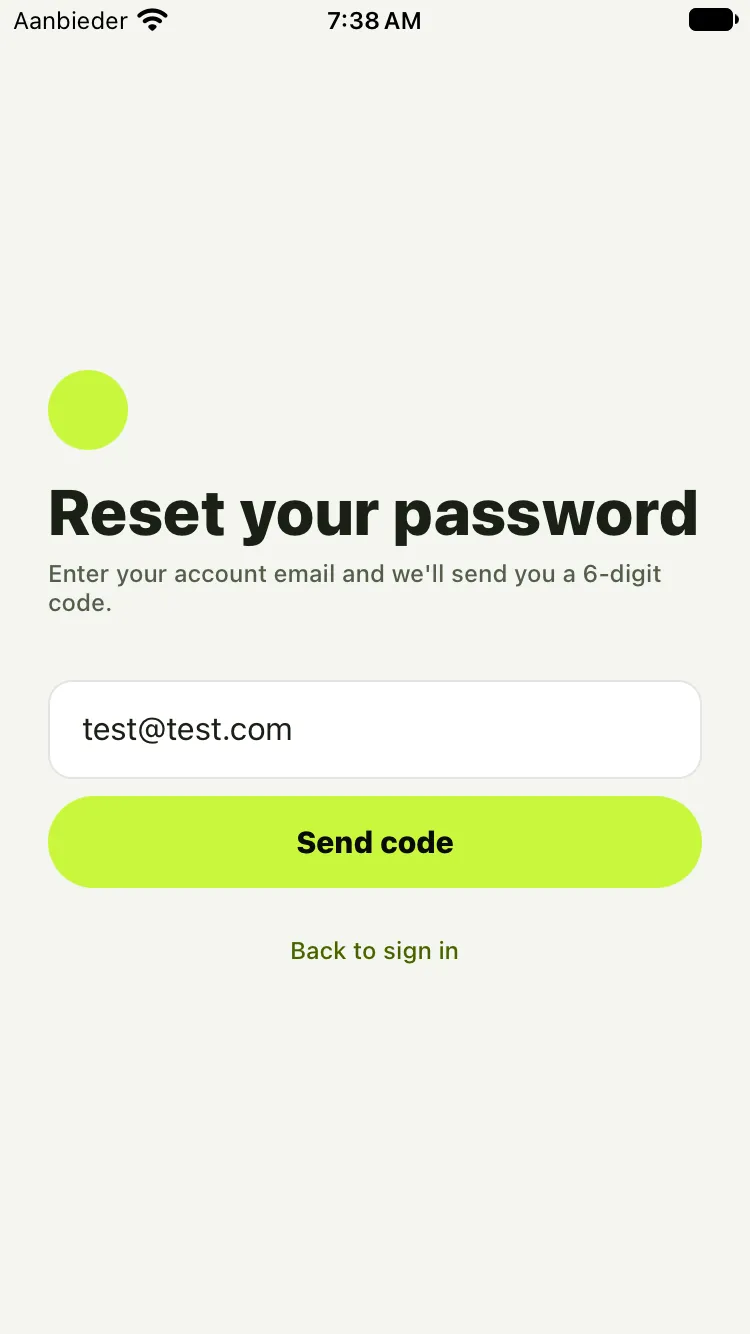 Aanbieder 7:38 AM
Reset your password
Enter your account email and we'll send you a 6-digit
code.
test@test.com
Send code
Back to sign in